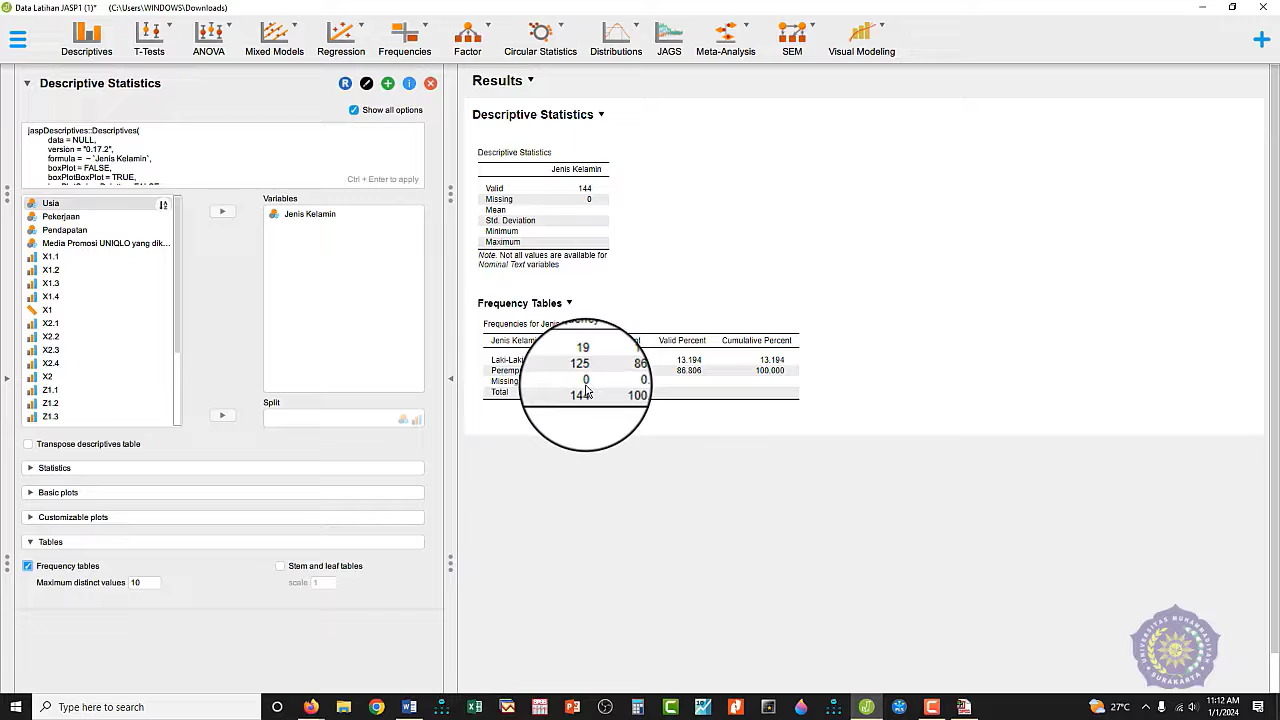 Data Latihan JASP1 (1)* (C:\Users\WINDOWS\Downloads)
Descriptives T-Tests ANOVA Mixed Models Regression Frequencies Factor Circular Statistics Distributions JAGS Meta-Analysis SEM Visual Modeling
Descriptive Statistics
Show all options
jaspDescriptives::Descriptives(
data = NULL,
version = "0.17.2",
formula = ~ `Jenis Kelamin`,
boxPlot = FALSE,
boxPlotBoxPlot = TRUE,
Ctrl + Enter to apply
Usia
Pekerjaan
Pendapatan
Media Promosi UNIQLO yang dik...
X1.1
X1.2
X1.3
X1.4
X1
X2.1
X2.2
X2.3
X2.4
X2
Z1.1
Z1.2
Z1.3
Variables
Jenis Kelamin
Split
Transpose descriptives table
Statistics
Basic plots
Customizable plots
Tables
Frequency tables
Maximum distinct values 10
Stem and leaf tables
scale 1
Results
Descriptive Statistics
Descriptive Statistics
Jenis Kelamin
Valid 144
Missing 0
Mean
Std. Deviation
Minimum
Maximum
Note. Not all values are available for
Nominal Text variables
Frequency Tables
Frequencies for
Valid Percent Cumulative Percent
19 13.194 13.194
125 86 86.806 100.000
Missing 0 0.
Total 144 100
UNIVERSITAS MUHAMMADIYAH
SURAKARTA
Type here to search
27°C
11:12 AM
1/1/2024